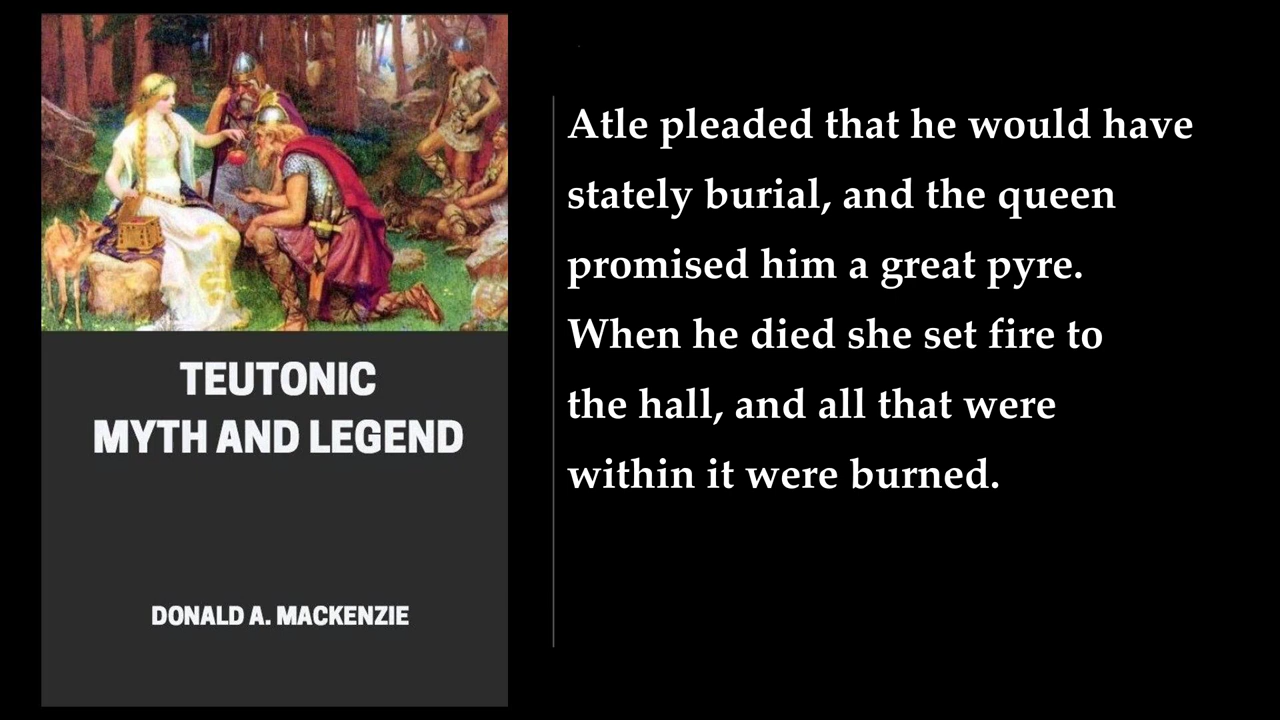 TEUTONIC
MYTH AND LEGEND
DONALD A. MACKENZIE
Atle pleaded that he would have
stately burial, and the queen
promised him a great pyre.
When he died she set fire to
the hall, and all that were
within it were burned.